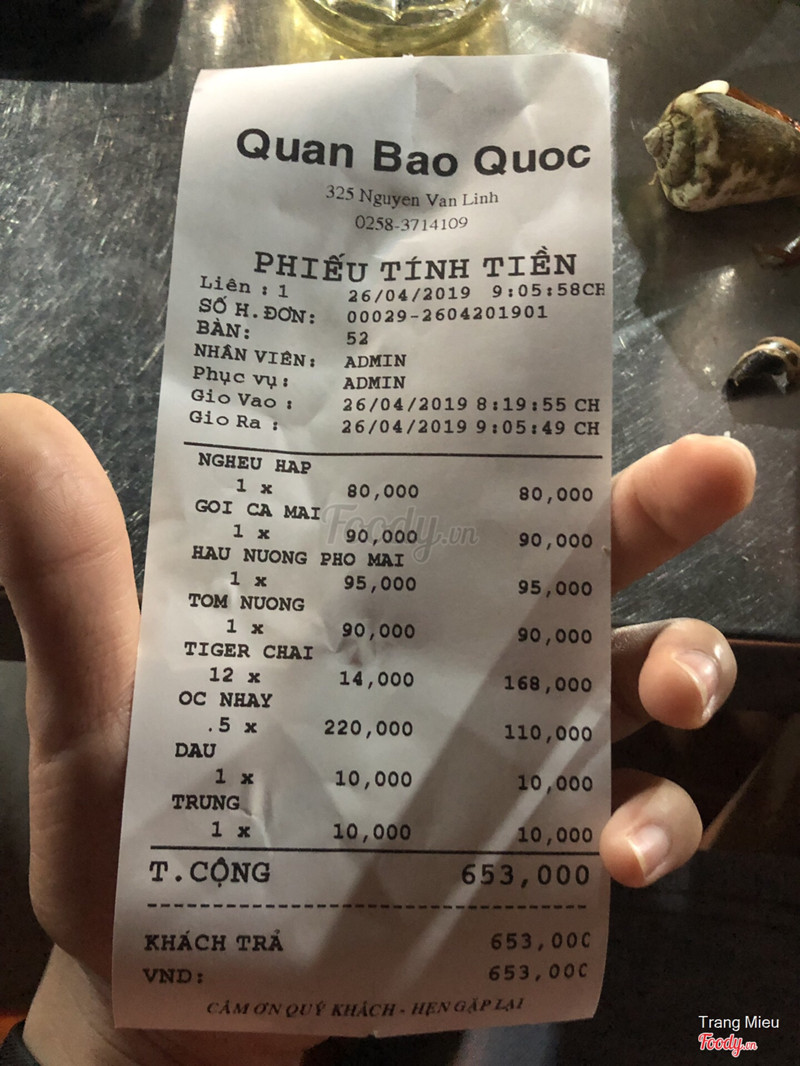 Quan Bao Quoc
325 Nguyen Van Linh
0258-3714109
PHIẾU TÍNH TIỀN
Liên : 1 26/04/2019 9:05:58CH
SỐ H.ĐƠN: 00029-2604201901
BÀN: 52
NHÂN VIÊN: ADMIN
Phục vụ: ADMIN
Gio Vao : 26/04/2019 8:19:55 CH
Gio Ra : 26/04/2019 9:05:49 CH
NGHEU HAP
1 x 80,000 80,000
GOI CA MAI
1 x 90,000 90,000
HAU NUONG PHO MAI
1 x 95,000 95,000
TOM NUONG
1 x 90,000 90,000
TIGER CHAI
12 x 14,000 168,000
OC NHAY
.5 x 220,000 110,000
DAU
1 x 10,000 10,000
TRUNG
1 x 10,000 10,000
T.CỘNG 653,000
KHÁCH TRẢ 653,000
VND: 653,000
CẢM ƠN QUÝ KHÁCH - HẸN GẶP LẠI
Foody.vn
Trang Mieu
Foody.vn